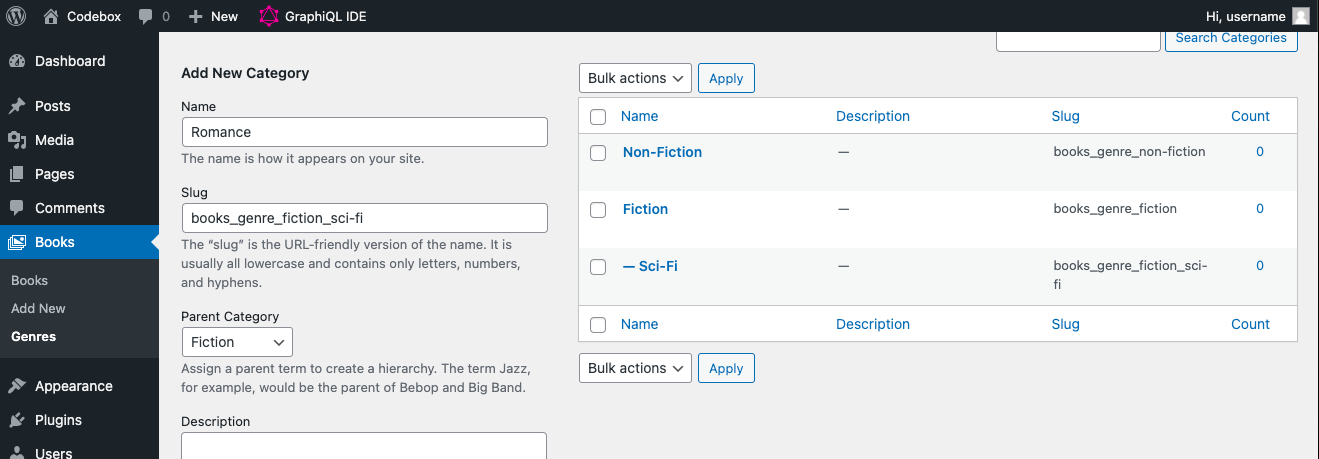 Codebox 0 New GraphiQL IDE Hi, username
Dashboard
Posts
Media
Pages
Comments
Books
Books
Add New
Genres
Appearance
Plugins
Users
Search Categories
Add New Category
Name
Romance
The name is how it appears on your site.
Slug
books_genre_fiction_sci-fi
The “slug” is the URL-friendly version of the name. It is
usually all lowercase and contains only letters, numbers,
and hyphens.
Parent Category
Fiction
Assign a parent term to create a hierarchy. The term Jazz,
for example, would be the parent of Bebop and Big Band.
Description
Bulk actions Apply
Name Description Slug Count
Non-Fiction — books_genre_non-fiction 0
Fiction — books_genre_fiction 0
— Sci-Fi — books_genre_fiction_sci- 0
fi
Name Description Slug Count
Bulk actions Apply